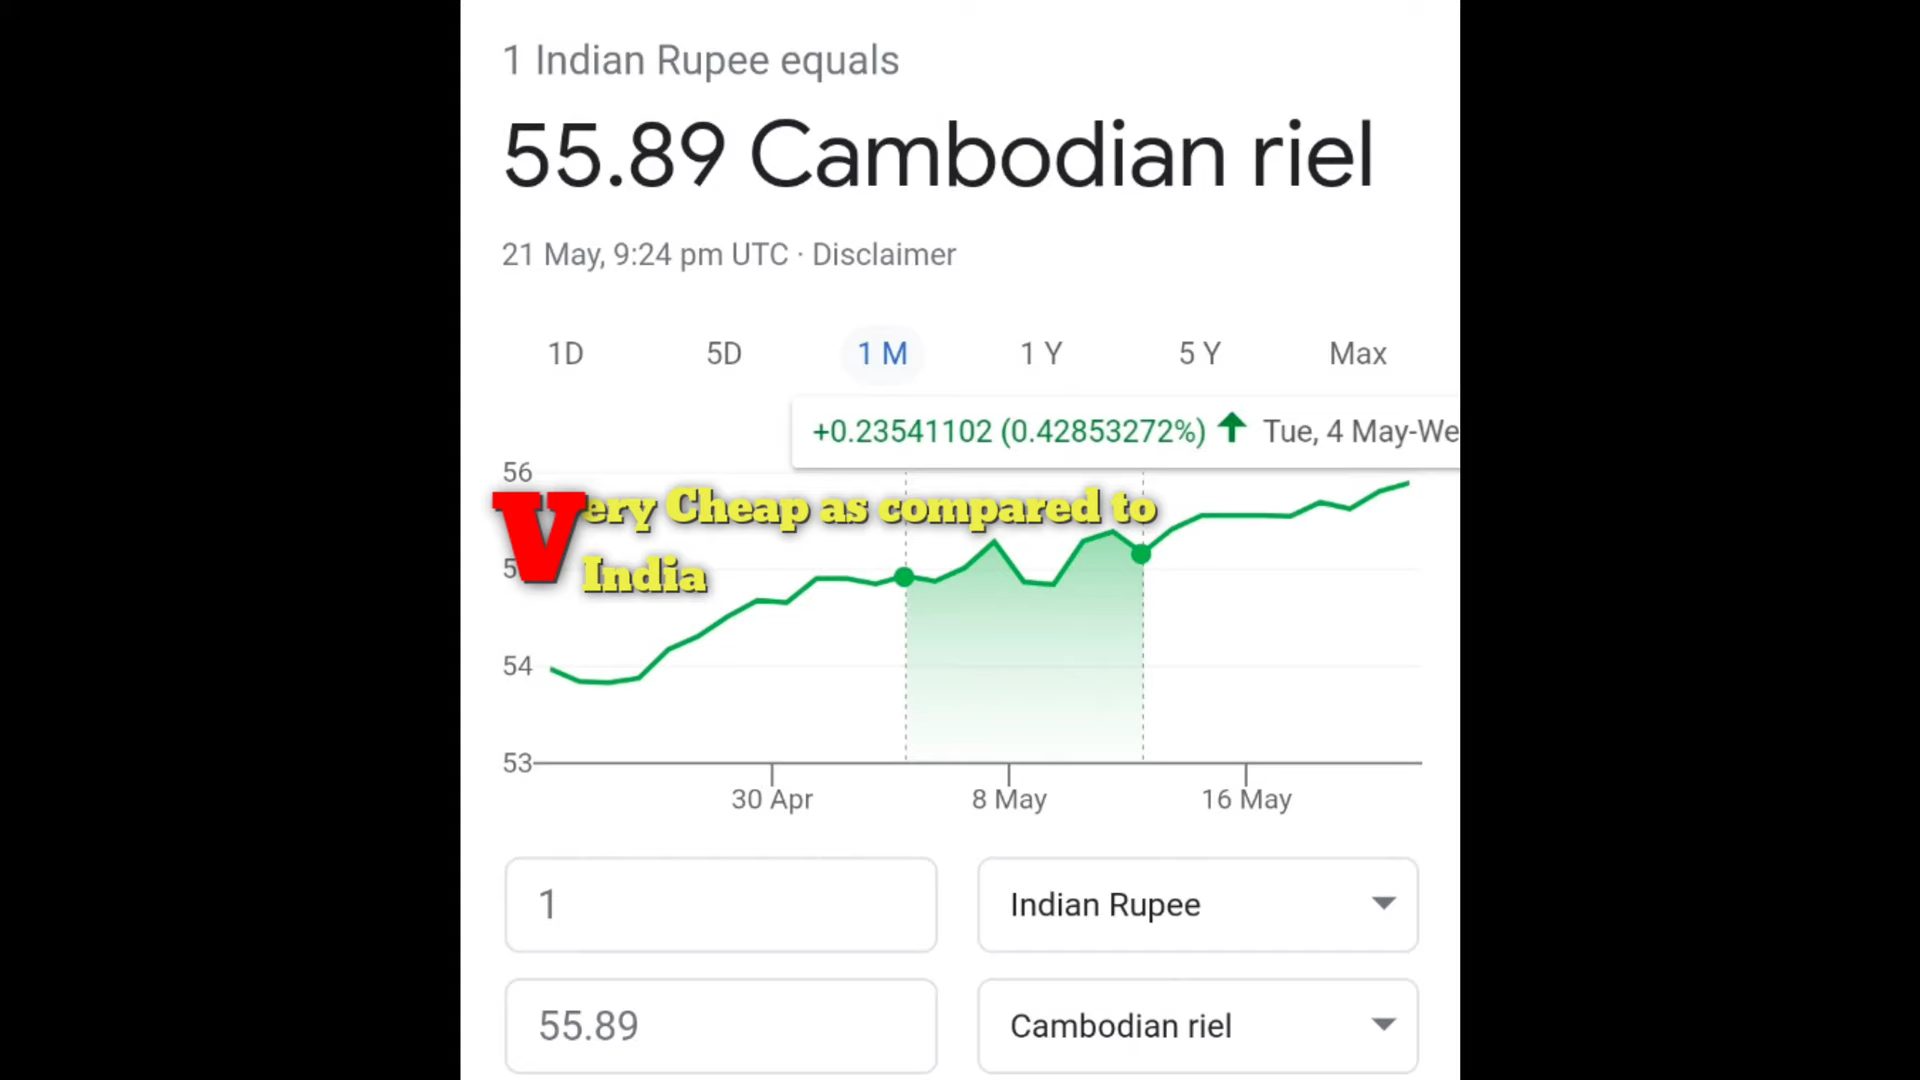 1 Indian Rupee equals
55.89 Cambodian riel
21 May, 9:24 pm UTC · Disclaimer
1D 5D 1 M 1 Y 5 Y Max
+0.23541102 (0.42853272%) ↑ Tue, 4 May-We
56
Very Cheap as compared to
India
54
53
30 Apr 8 May 16 May
1 Indian Rupee
55.89 Cambodian riel